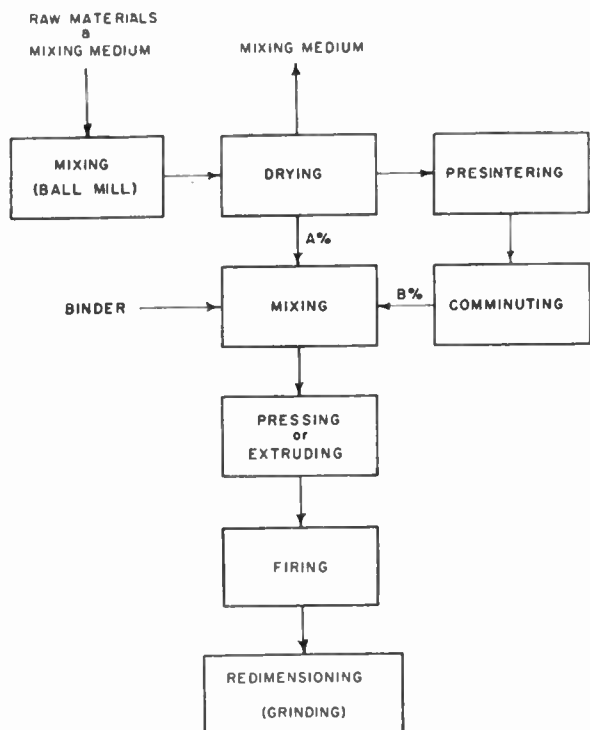 RAW MATERIALS
&
MIXING MEDIUM
MIXING MEDIUM
MIXING
(BALL MILL)
DRYING
PRESINTERING
A%
BINDER
MIXING
B%
COMMINUTING
PRESSING
or
EXTRUDING
FIRING
REDIMENSIONING
(GRINDING)